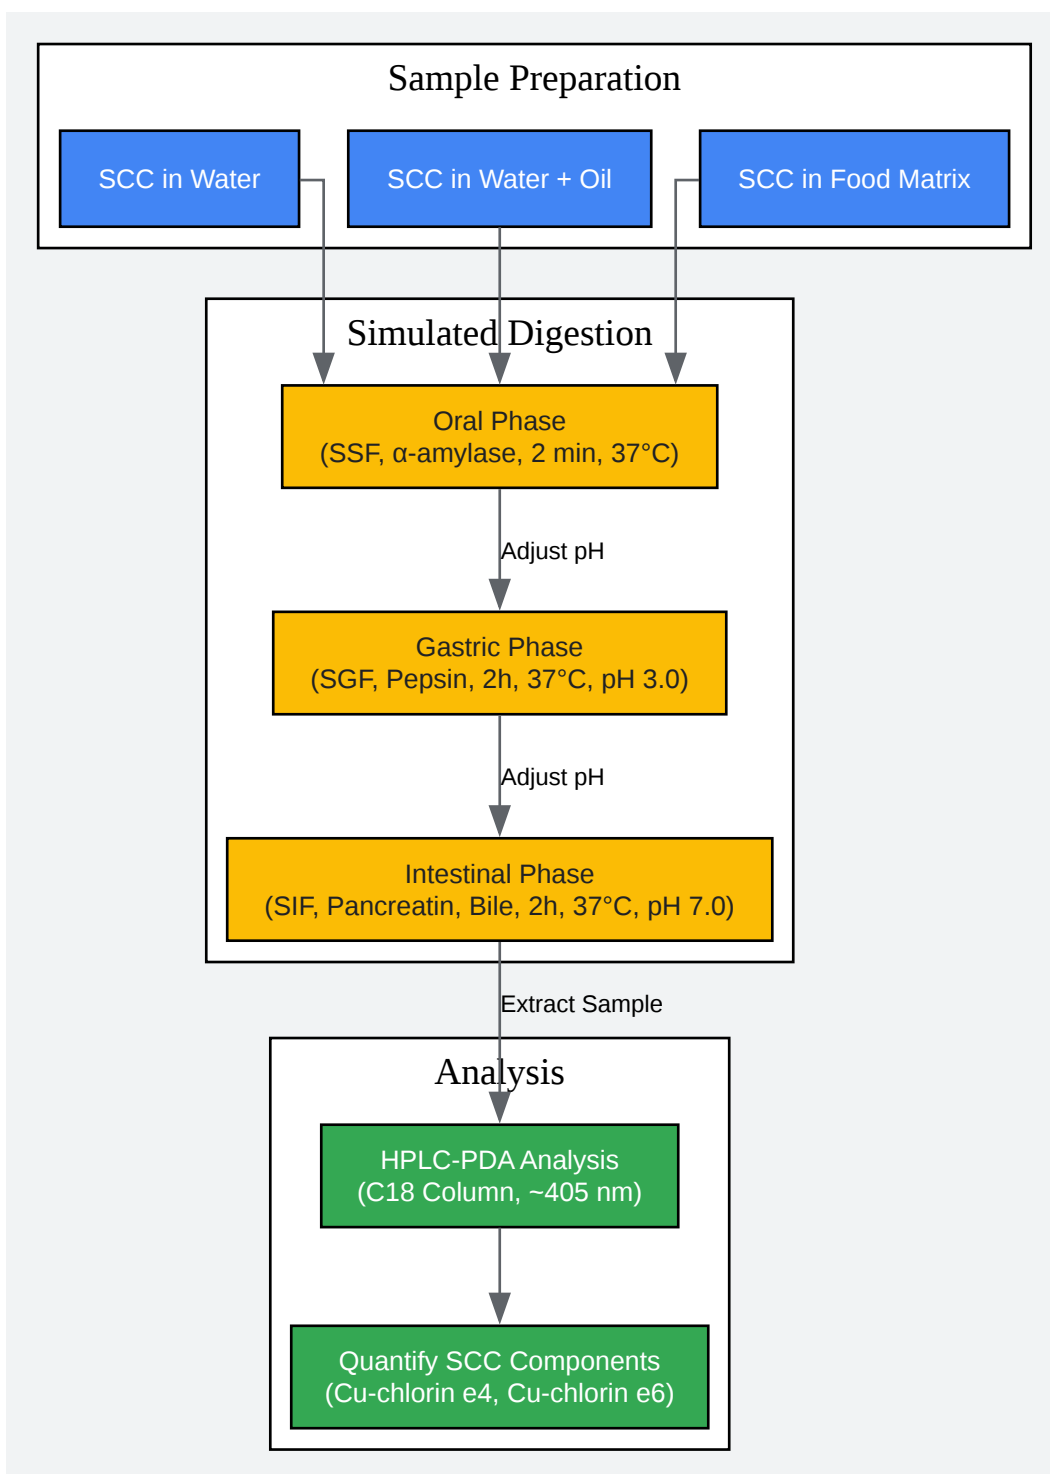 Sample Preparation
SCC in Water
SCC in Water + Oil
SCC in Food Matrix
Simulated Digestion
Oral Phase
(SSF, α-amylase, 2 min, 37°C)
Adjust pH
Gastric Phase
(SGF, Pepsin, 2h, 37°C, pH 3.0)
Adjust pH
Intestinal Phase
(SIF, Pancreatin, Bile, 2h, 37°C, pH 7.0)
Extract Sample
Analysis
HPLC-PDA Analysis
(C18 Column, ~405 nm)
Quantify SCC Components
(Cu-chlorin e4, Cu-chlorin e6)